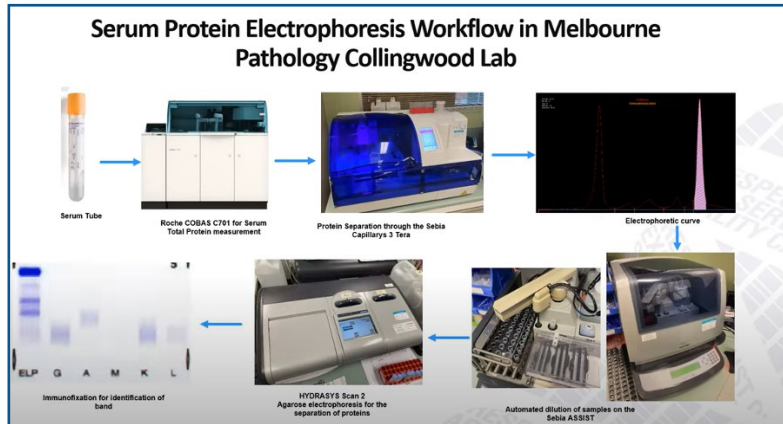 Serum Protein Electrophoresis Workflow in Melbourne
Pathology Collingwood Lab
Serum Tube
Roche COBAS C701 for Serum
Total Protein measurement
Protein Separation through the Sebia
Capillarys 3 Tera
Electrophoretic curve
ELP G A M K L
Immunofixation for identification of
band
HYDRASYS Scan 2
Agarose electrophoresis for the
separation of proteins
Automated dilution of samples on the
Sebia ASSIST